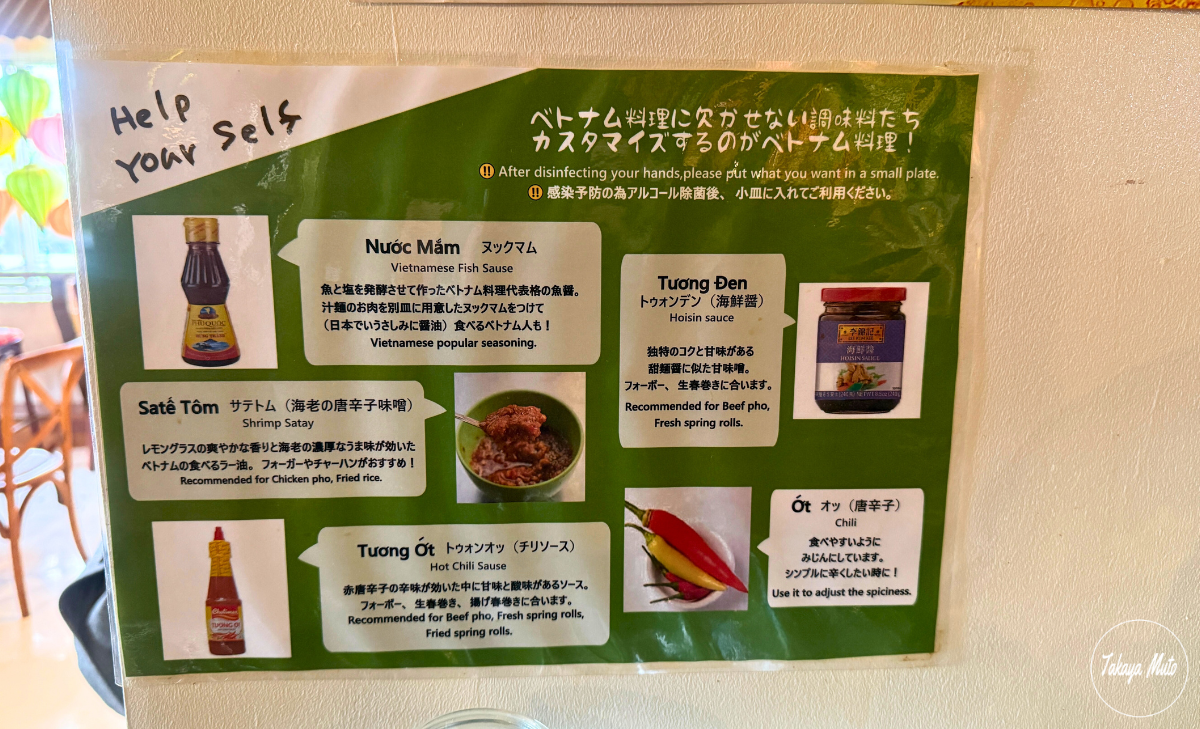 Help
Your Self
ベトナム料理に欠かせない調味料たち
カスタマイズするのがベトナム料理！
!! After disinfecting your hands,please put what you want in a small plate.
!! 感染予防の為アルコール除菌後、小皿に入れてご利用ください。
Nước Mắm ヌックマム
Vietnamese Fish Sause
魚と塩を発酵させて作ったベトナム料理代表格の魚醤。
汁麺のお肉を別皿に用意したヌックマムをつけて
（日本でいうさしみに醤油）食べるベトナム人も！
Vietnamese popular seasoning.
Tương Đen
トゥォンデン（海鮮醤）
Hoisin sauce
独特のコクと甘味がある
甜麺醤に似た甘味噌。
フォーボー、生春巻きに合います。
Recommended for Beef pho,
Fresh spring rolls.
李錦記
海鮮醤
HOISIN SAUCE
Satế Tôm サテトム（海老の唐辛子味噌）
Shrimp Satay
レモングラスの爽やかな香りと海老の濃厚なうま味が効いた
ベトナムの食べるラー油。フォーガーやチャーハンがおすすめ！
Recommended for Chicken pho, Fried rice.
Tương Ớt トゥォンオッ（チリソース）
Hot Chili Sause
赤唐辛子の辛味が効いた中に甘味と酸味があるソース。
フォーボー、生春巻き、揚げ春巻きに合います。
Recommended for Beef pho, Fresh spring rolls,
Fried spring rolls.
TƯƠNG ỚT
Ớt オッ（唐辛子）
Chili
食べやすいように
みじんにしています。
シンプルに辛くしたい時に！
Use it to adjust the spiciness.
Takaya Muto